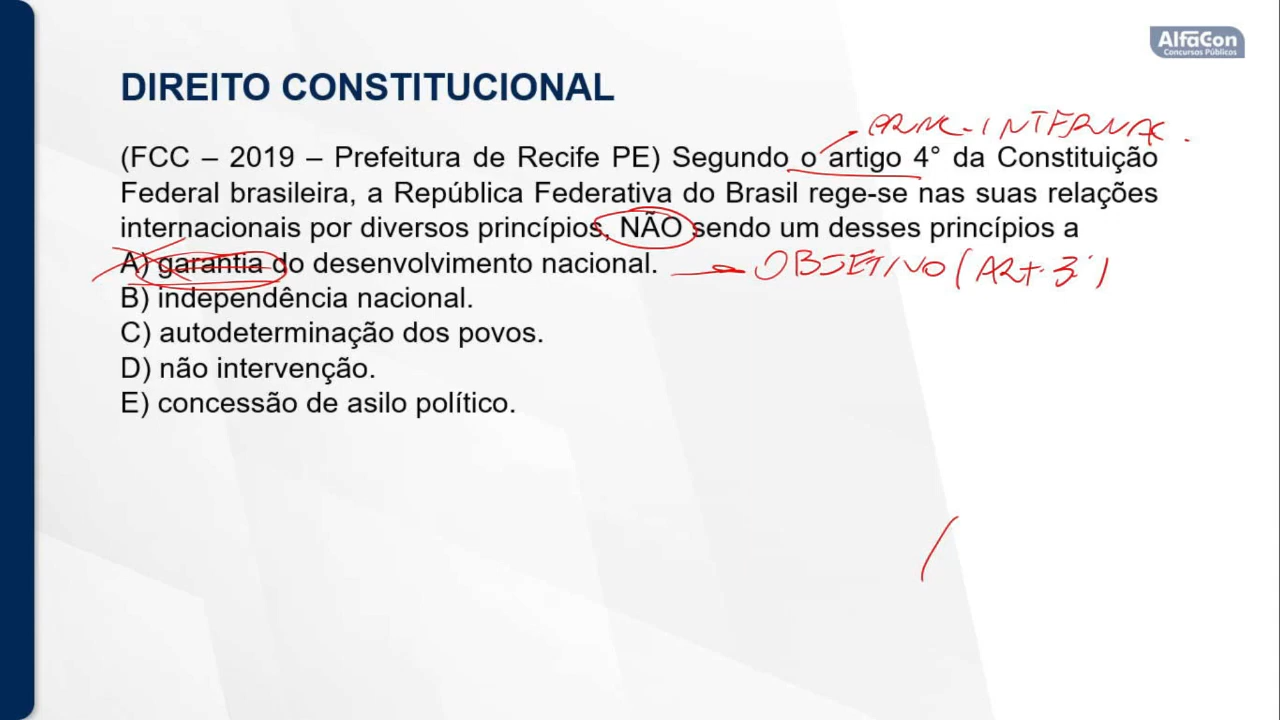 AlfaCon
Concursos Públicos
DIREITO CONSTITUCIONAL
PRINC. INTERNAC.
(FCC – 2019 – Prefeitura de Recife PE) Segundo o artigo 4° da Constituição
Federal brasileira, a República Federativa do Brasil rege-se nas suas relações
internacionais por diversos princípios, NÃO sendo um desses princípios a
A) garantia do desenvolvimento nacional. OBJETIVO (ART. 3°)
B) independência nacional.
C) autodeterminação dos povos.
D) não intervenção.
E) concessão de asilo político.